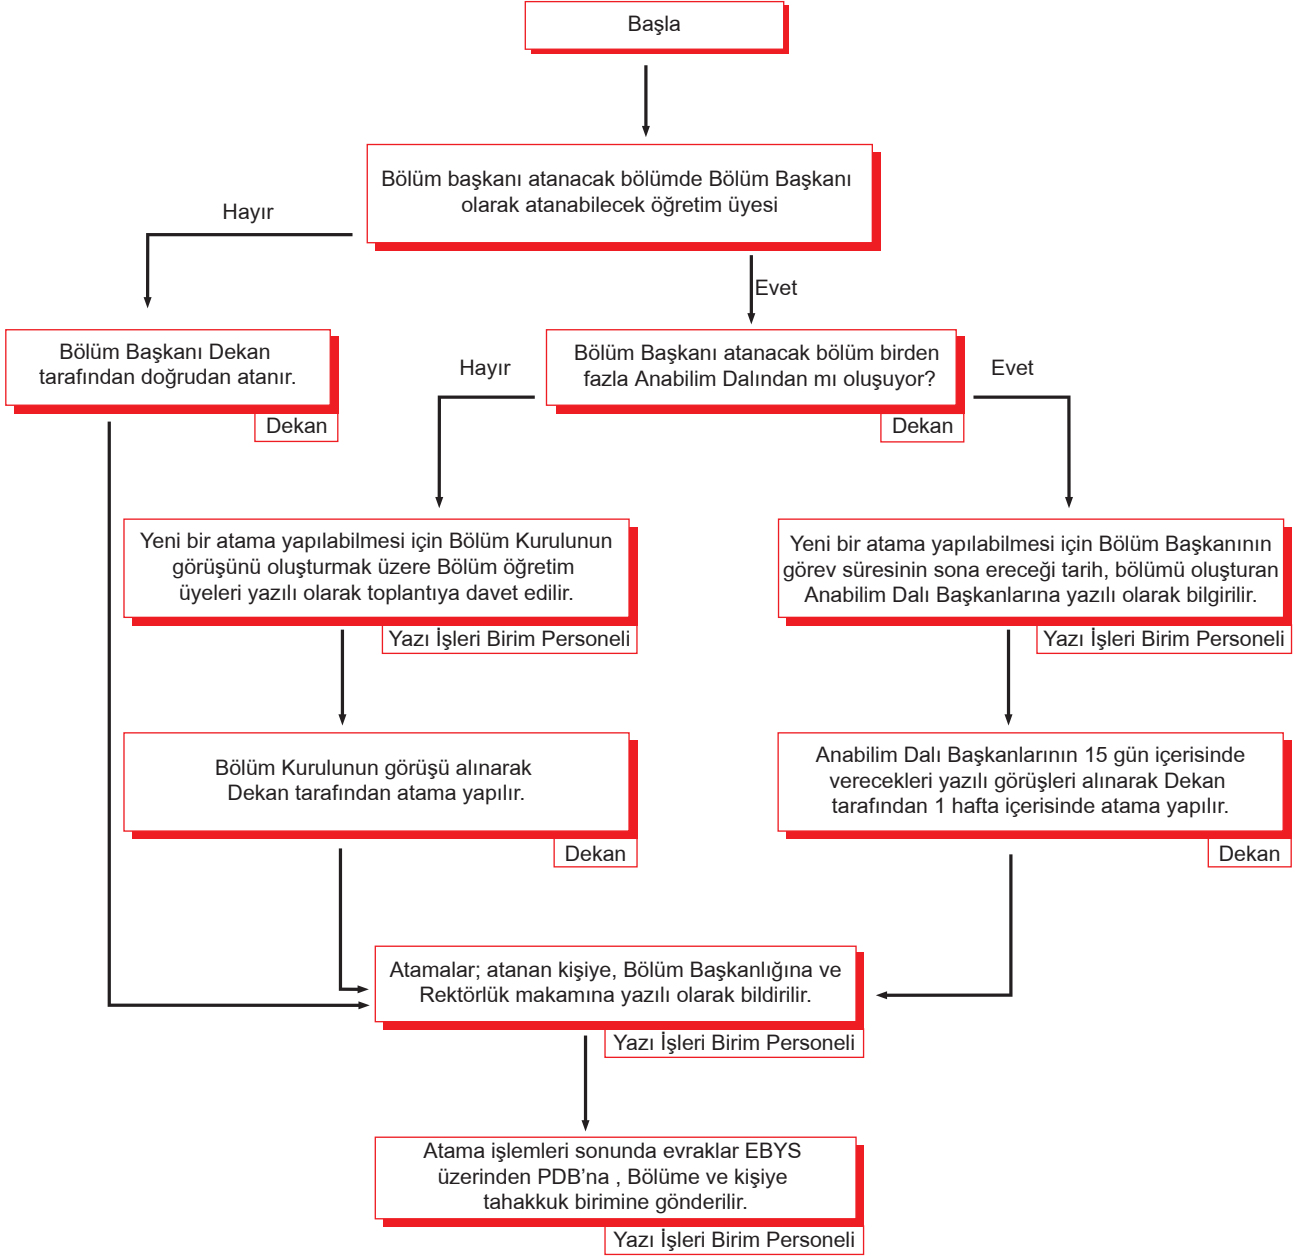 Başla
Bölüm başkanı atanacak bölümde Bölüm Başkanı
olarak atanabilecek öğretim üyesi
Hayır
Evet
Bölüm Başkanı Dekan
tarafından doğrudan atanır.
Dekan
Bölüm Başkanı atanacak bölüm birden
fazla Anabilim Dalından mı oluşuyor?
Dekan
Hayır
Evet
Yeni bir atama yapılabilmesi için Bölüm Kurulunun
görüşünü oluşturmak üzere Bölüm öğretim
üyeleri yazılı olarak toplantıya davet edilir.
Yazı İşleri Birim Personeli
Yeni bir atama yapılabilmesi için Bölüm Başkanının
görev süresinin sona ereceği tarih, bölümü oluşturan
Anabilim Dalı Başkanlarına yazılı olarak bilgirilir.
Yazı İşleri Birim Personeli
Bölüm Kurulunun görüşü alınarak
Dekan tarafından atama yapılır.
Dekan
Anabilim Dalı Başkanlarının 15 gün içerisinde
verecekleri yazılı görüşleri alınarak Dekan
tarafından 1 hafta içerisinde atama yapılır.
Dekan
Atamalar; atanan kişiye, Bölüm Başkanlığına ve
Rektörlük makamına yazılı olarak bildirilir.
Yazı İşleri Birim Personeli
Atama işlemleri sonunda evraklar EBYS
üzerinden PDB’na , Bölüme ve kişiye
tahakkuk birimine gönderilir.
Yazı İşleri Birim Personeli